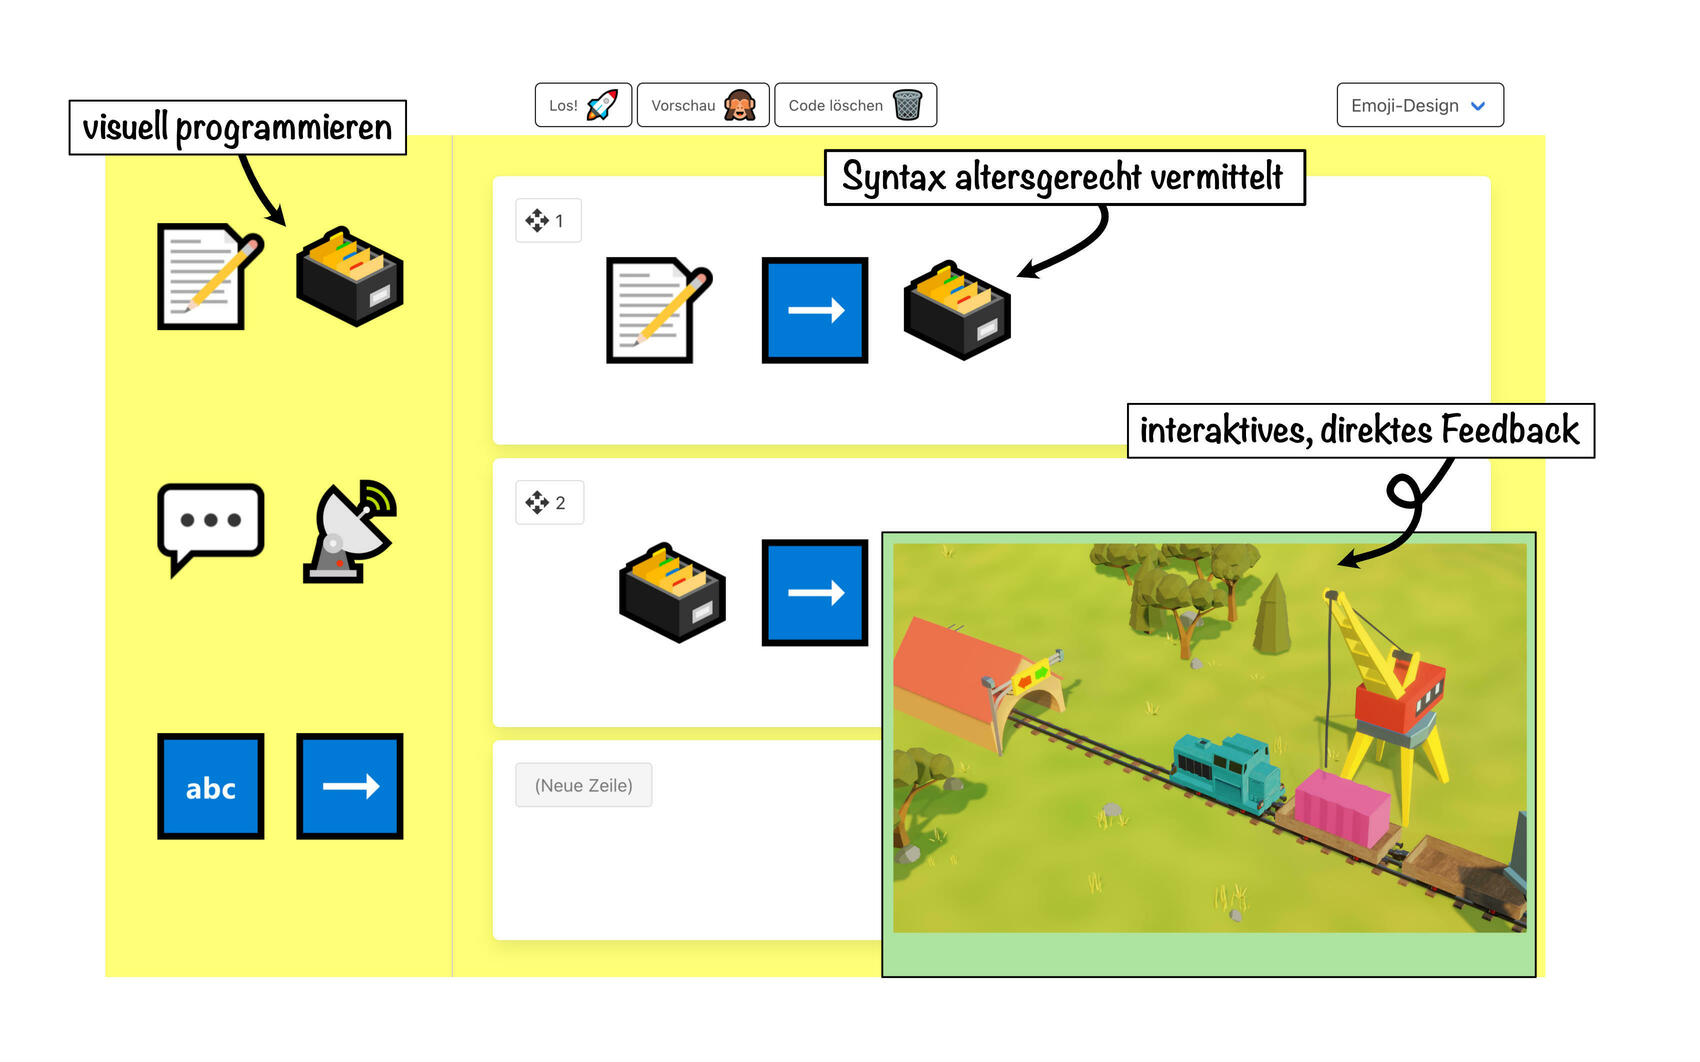 Los!
Vorschau
Code löschen
Emoji-Design
visuell programmieren
Syntax altersgerecht vermittelt
1
interaktives, direktes Feedback
2
abc
(Neue Zeile)